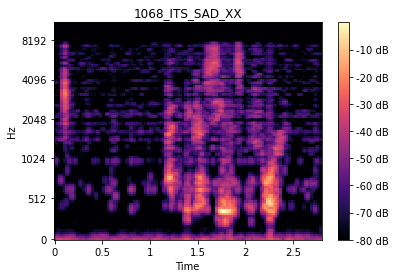 1068_ITS_SAD_XX
Hz
8192
4096
2048
1024
512
0
0 0.5 1 1.5 2 2.5
Time
-10 dB
-20 dB
-30 dB
-40 dB
-50 dB
-60 dB
-70 dB
-80 dB